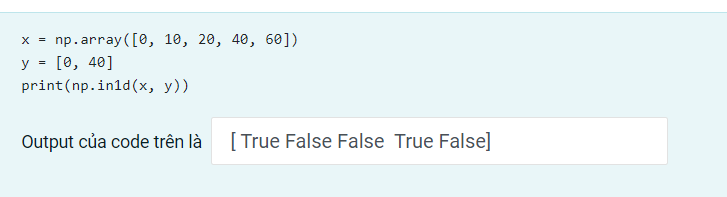 x = np.array([0, 10, 20, 40, 60])
y = [0, 40]
print(np.in1d(x, y))
Output của code trên là [ True False False  True False]